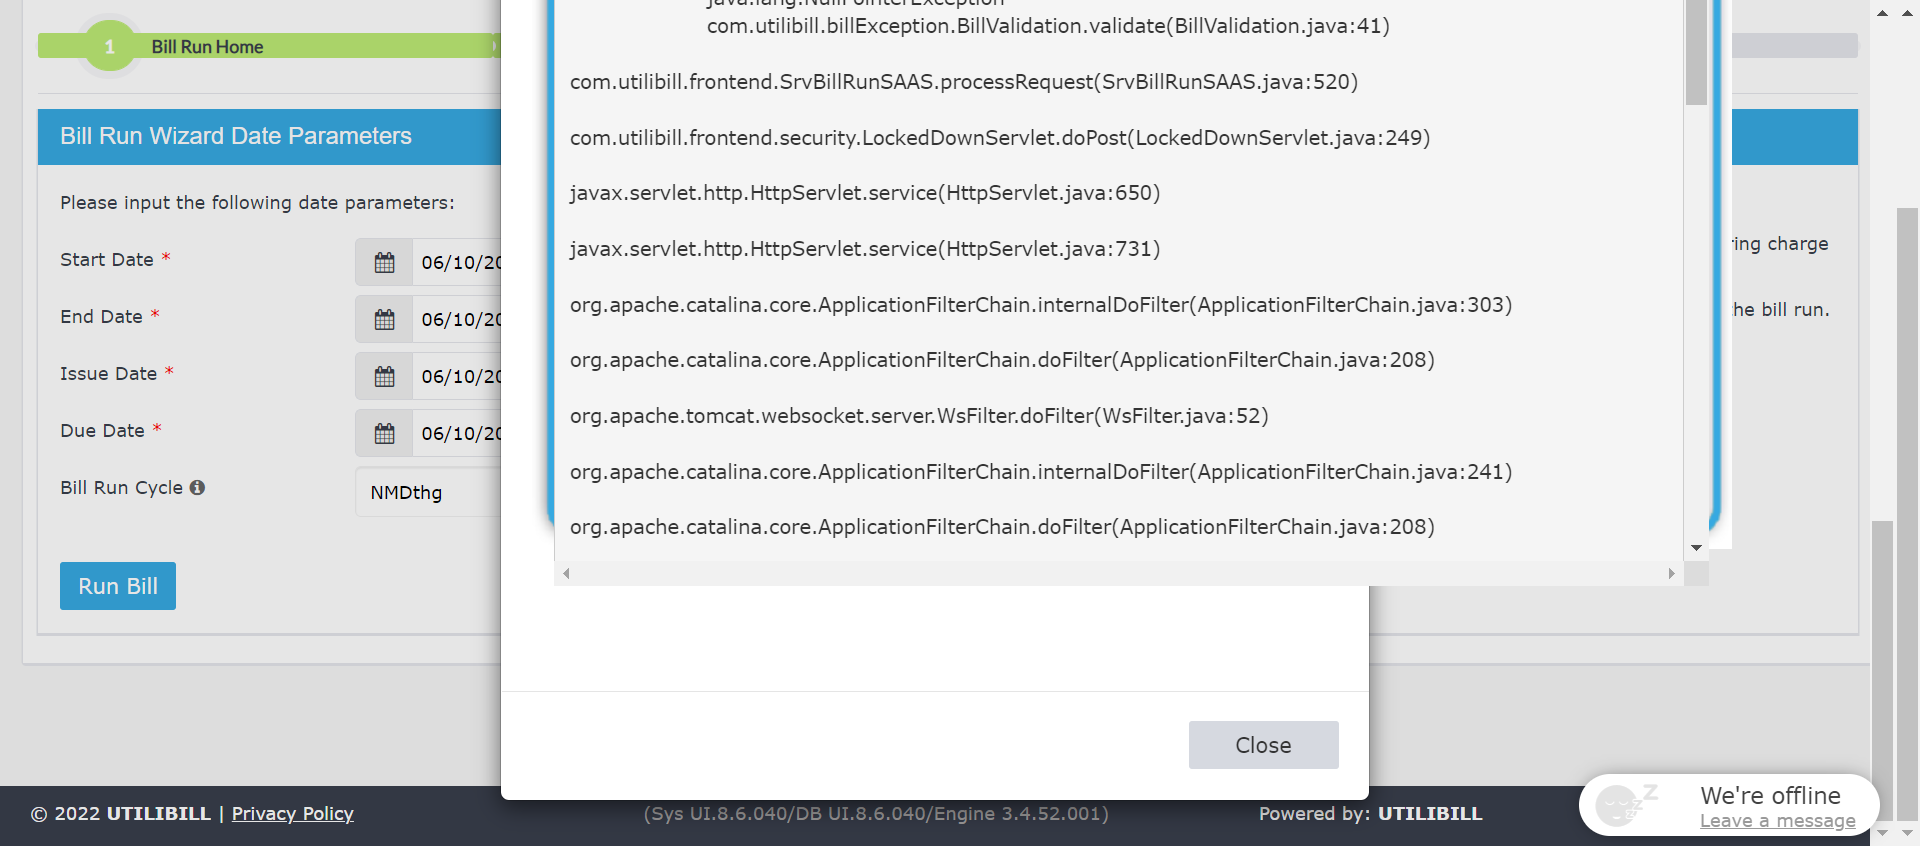 java.lang.NullPointerException
com.utilibill.billException.BillValidation.validate(BillValidation.java:41)
1
Bill Run Home
com.utilibill.frontend.SrvBillRunSAAS.processRequest(SrvBillRunSAAS.java:520)
Bill Run Wizard Date Parameters
com.utilibill.frontend.security.LockedDownServlet.doPost(LockedDownServlet.java:249)
javax.servlet.http.HttpServlet.service(HttpServlet.java:650)
Please input the following date parameters:
javax.servlet.http.HttpServlet.service(HttpServlet.java:731)
ring charge
Start Date *
06/10/20
org.apache.catalina.core.ApplicationFilterChain.internalDoFilter(ApplicationFilterChain.java:303)
he bill run.
End Date *
06/10/20
org.apache.catalina.core.ApplicationFilterChain.doFilter(ApplicationFilterChain.java:208)
Issue Date *
06/10/20
org.apache.tomcat.websocket.server.WsFilter.doFilter(WsFilter.java:52)
Due Date *
06/10/20
org.apache.catalina.core.ApplicationFilterChain.internalDoFilter(ApplicationFilterChain.java:241)
Bill Run Cycle
NMDthg
org.apache.catalina.core.ApplicationFilterChain.doFilter(ApplicationFilterChain.java:208)
Run Bill
Close
© 2022 UTILIBILL | Privacy Policy
(Sys UI.8.6.040/DB UI.8.6.040/Engine 3.4.52.001)
Powered by: UTILIBILL
We're offline
Leave a message